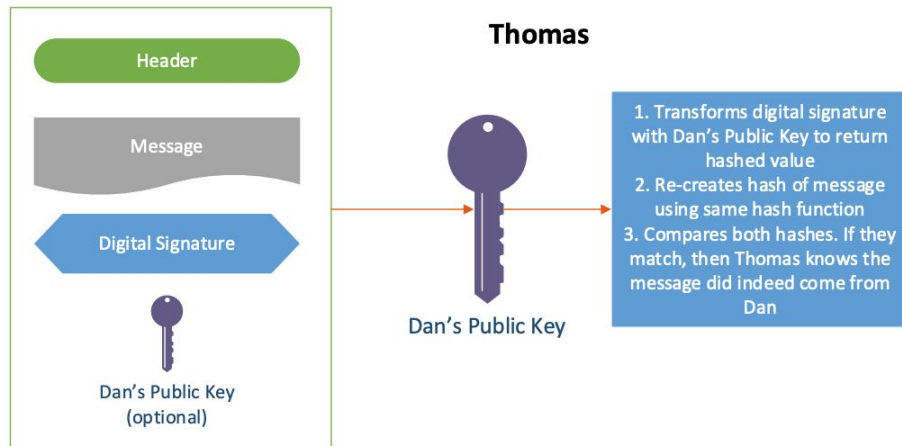 Thomas
Header
Message
Digital Signature
Dan's Public Key
(optional)
Dan's Public Key
1. Transforms digital signature
with Dan's Public Key to return
hashed value
2. Re-creates hash of message
using same hash function
3. Compares both hashes. If they
match, then Thomas knows the
message did indeed come from
Dan